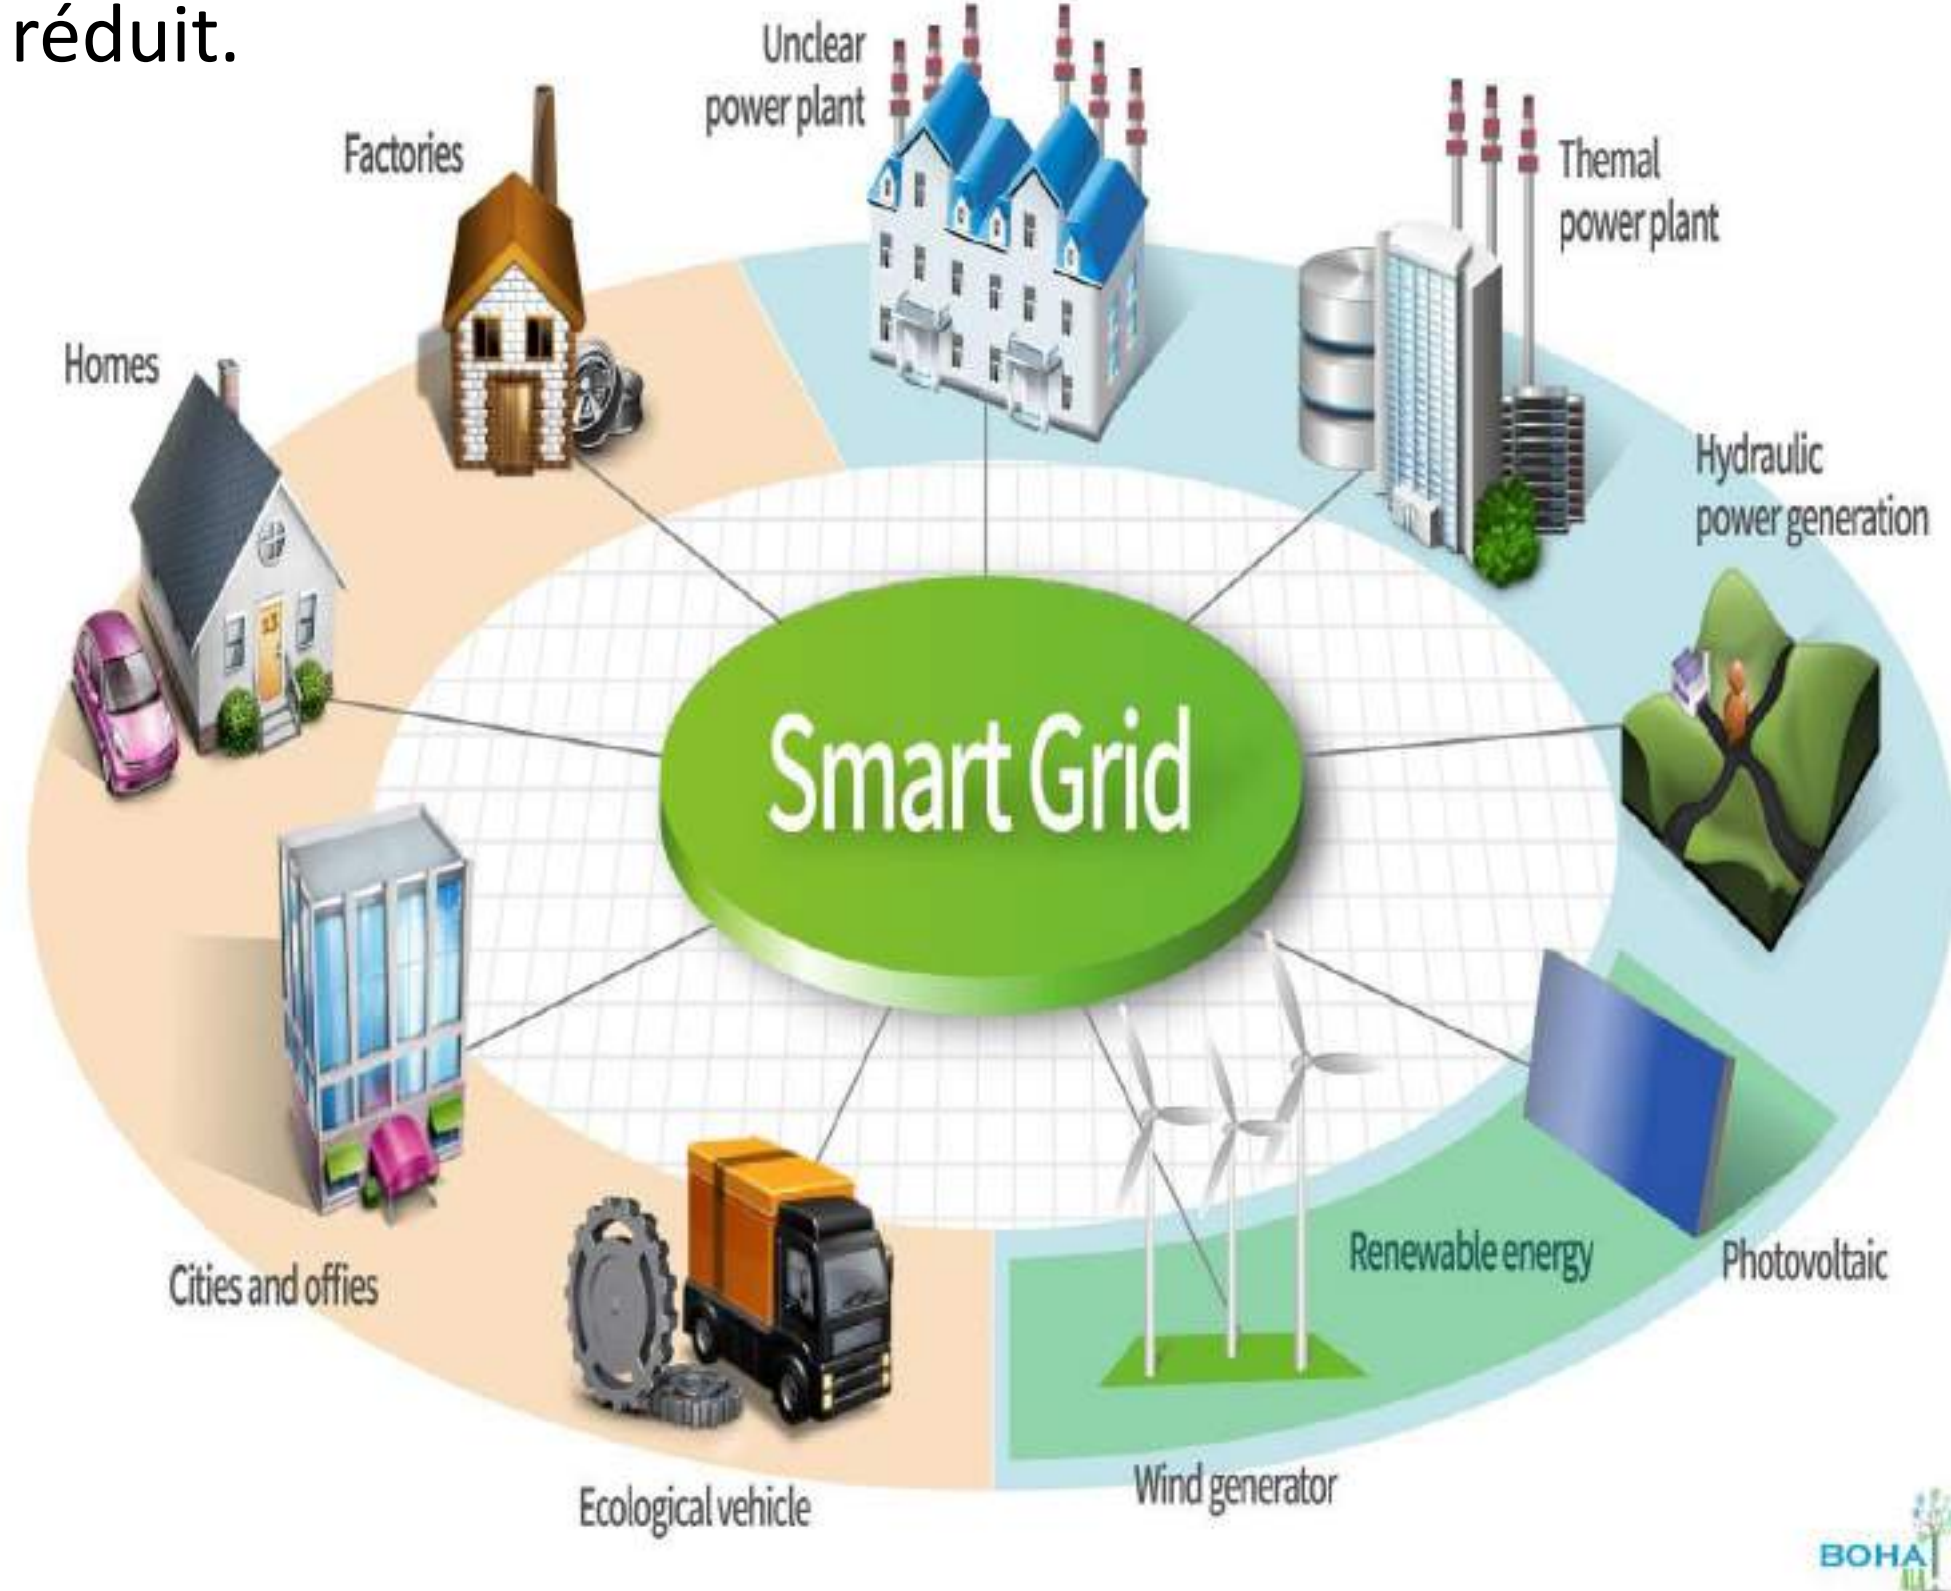 réduit.
Unclear
power plant
Factories
Themal
power plant
Homes
Hydraulic
power generation
13
Smart Grid
Renewable energy
Photovoltaic
Cities and offies
Wind generator
Ecological vehicle
BOHA